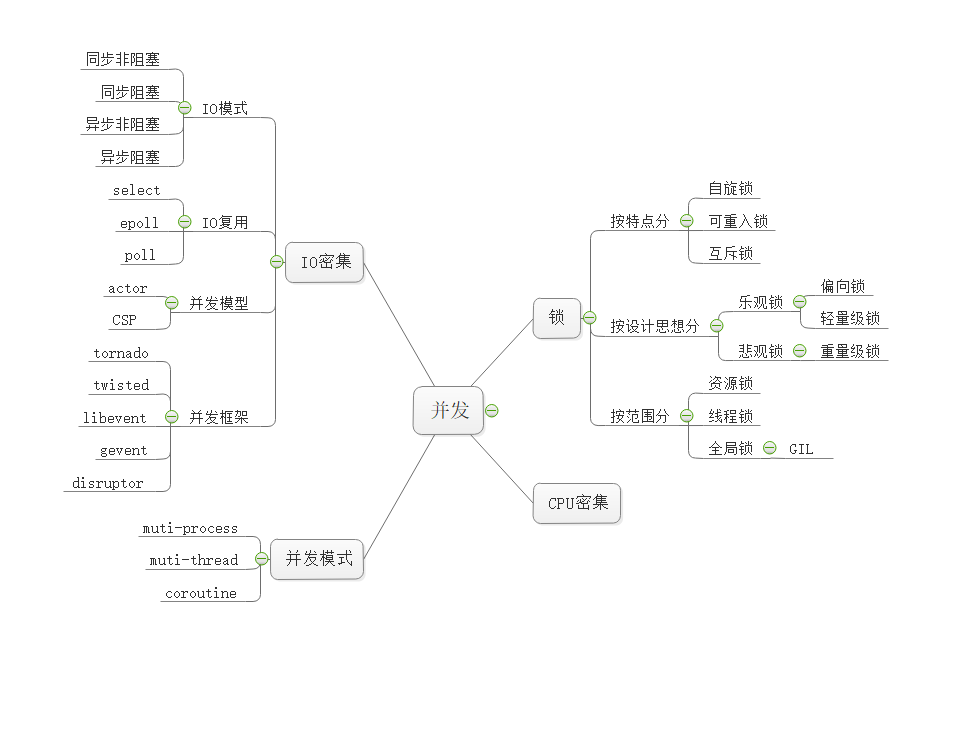 并发
IO密集
IO模式
同步非阻塞
同步阻塞
异步非阻塞
异步阻塞
IO复用
select
epoll
poll
并发模型
actor
CSP
并发框架
tornado
twisted
libevent
gevent
disruptor
并发模式
muti-process
muti-thread
coroutine
锁
按特点分
自旋锁
可重入锁
互斥锁
按设计思想分
乐观锁
偏向锁
轻量级锁
悲观锁
重量级锁
按范围分
资源锁
线程锁
全局锁
GIL
CPU密集